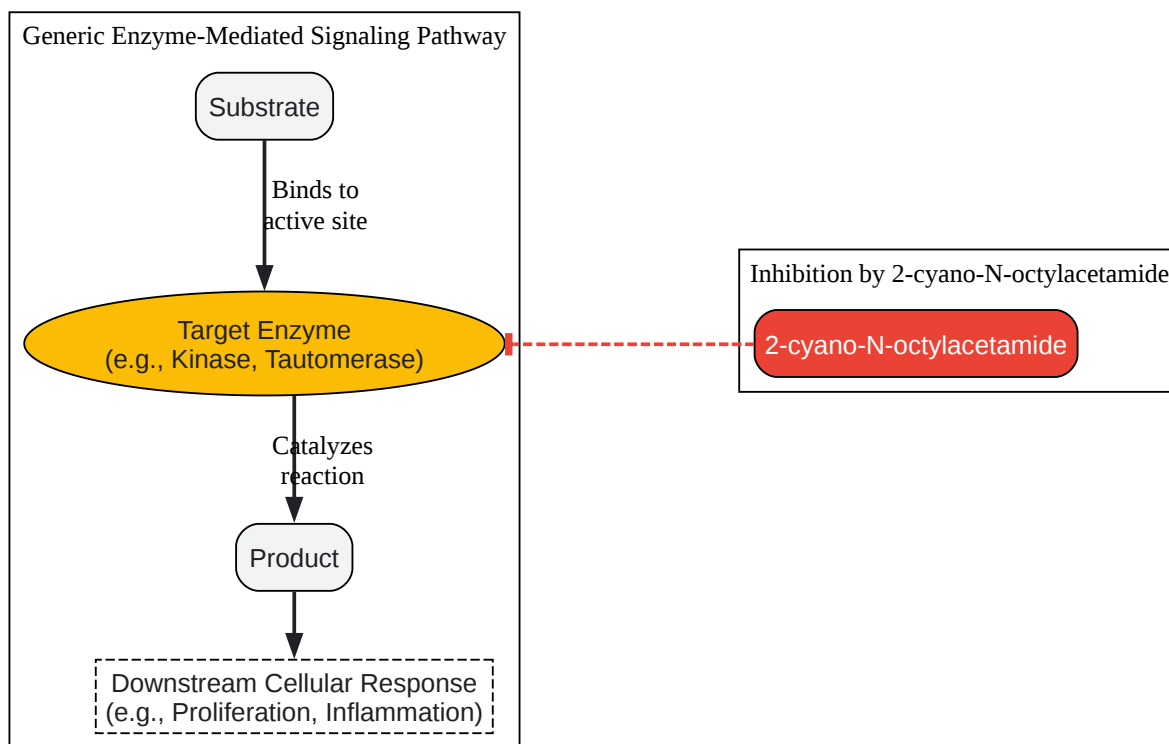 Generic Enzyme-Mediated Signaling Pathway
Substrate
Binds to
active site
Target Enzyme
(e.g., Kinase, Tautomerase)
Catalyzes
reaction
Product
Downstream Cellular Response
(e.g., Proliferation, Inflammation)
Inhibition by 2-cyano-N-octylacetamide
2-cyano-N-octylacetamide